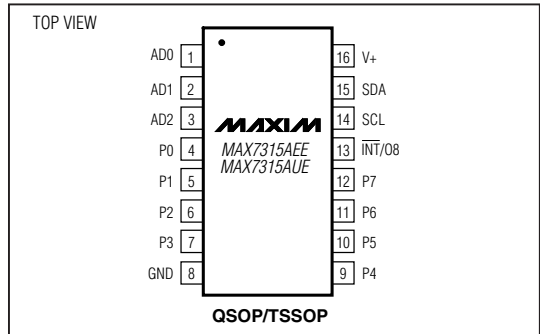 TOP VIEW
AD0 1 16 V+
AD1 2 15 SDA
AD2 3 MAXIM 14 SCL
P0 4 MAX7315AEE 13 INT/O8
MAX7315AUE
P1 5 12 P7
P2 6 11 P6
P3 7 10 P5
GND 8 9 P4
QSOP/TSSOP